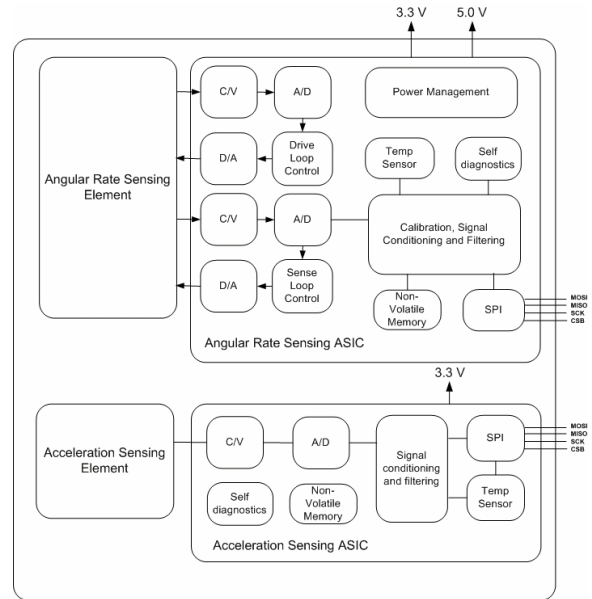 3.3 V
5.0 V
C/V
A/D
Power Management
Angular Rate Sensing
Element
D/A
Drive
Loop
Control
Temp
Sensor
Self
diagnostics
C/V
A/D
Calibration, Signal
Conditioning and Filtering
D/A
Sense
Loop
Control
Non-
Volatile
Memory
SPI
MOSI
MISO
SCK
CSB
Angular Rate Sensing ASIC
3.3 V
Acceleration Sensing
Element
C/V
A/D
Signal
conditioning
and filtering
SPI
MOSI
MISO
SCK
CSB
Self
diagnostics
Non-
Volatile
Memory
Temp
Sensor
Acceleration Sensing ASIC